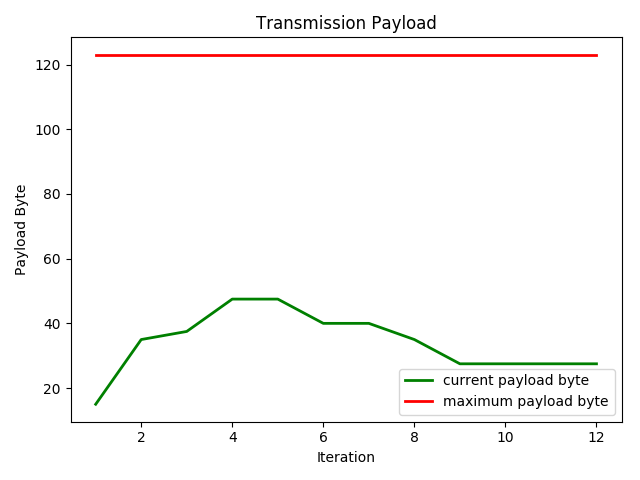 Transmission Payload
120
100
80
60
40
20
Payload Byte
2
4
6
8
10
12
Iteration
current payload byte
maximum payload byte